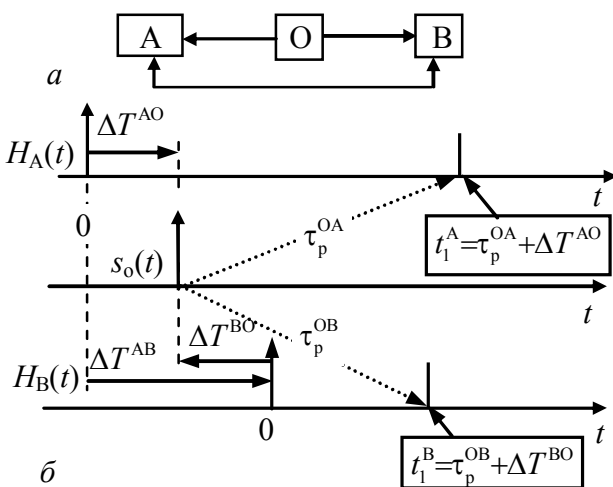 A O B
а
ΔT^AO
H_A(t)
t
0
τ_p^OA
t_1^A=τ_p^OA+ΔT^AO
s_o(t)
t
ΔT^BO
τ_p^OB
ΔT^AB
H_B(t)
t
0
t_1^B=τ_p^OB+ΔT^BO
б